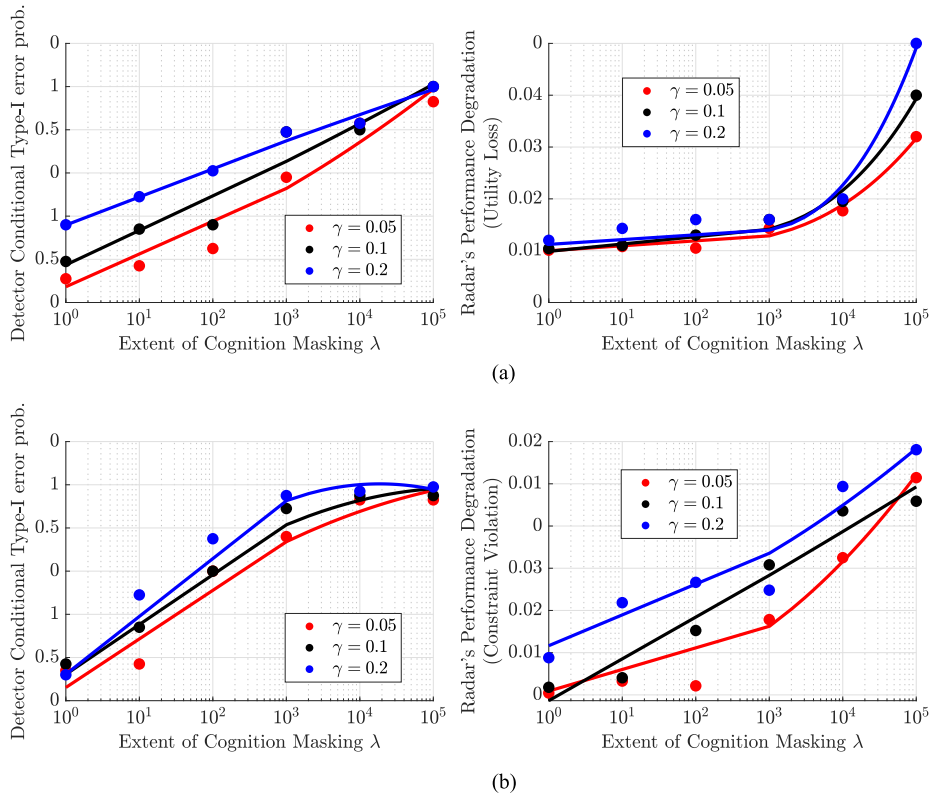 Detector Conditional Type-I error prob.
0
1
0.5
0
1
0.5
0
γ = 0.05
γ = 0.1
γ = 0.2
10^0 10^1 10^2 10^3 10^4 10^5
Extent of Cognition Masking λ
Radar's Performance Degradation
(Utility Loss)
0
0.04
0.03
0.02
0.01
0
γ = 0.05
γ = 0.1
γ = 0.2
10^0 10^1 10^2 10^3 10^4 10^5
Extent of Cognition Masking λ
(a)
Detector Conditional Type-I error prob.
0
1
0.5
0
1
0.5
0
γ = 0.05
γ = 0.1
γ = 0.2
10^0 10^1 10^2 10^3 10^4 10^5
Extent of Cognition Masking λ
Radar's Performance Degradation
(Constraint Violation)
0.02
0.01
0
0.03
0.02
0.01
0
γ = 0.05
γ = 0.1
γ = 0.2
10^0 10^1 10^2 10^3 10^4 10^5
Extent of Cognition Masking λ
(b)